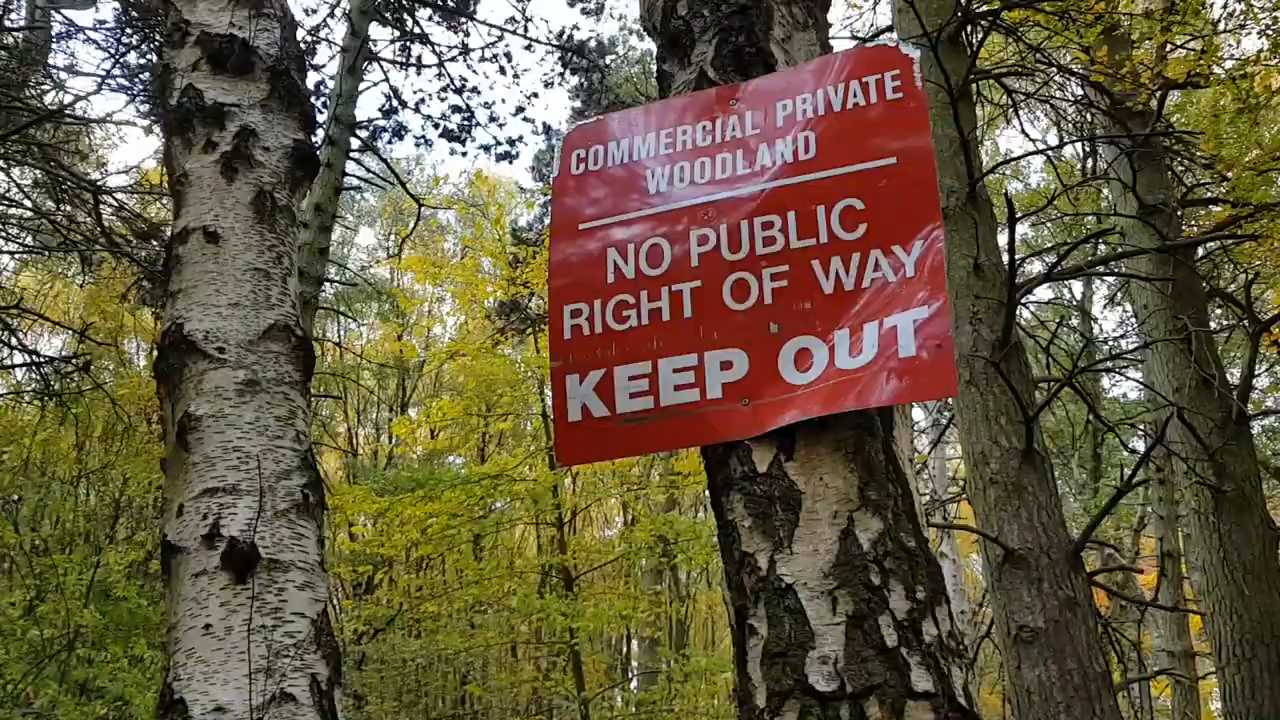 COMMERCIAL PRIVATE
WOODLAND
NO PUBLIC
RIGHT OF WAY
KEEP OUT